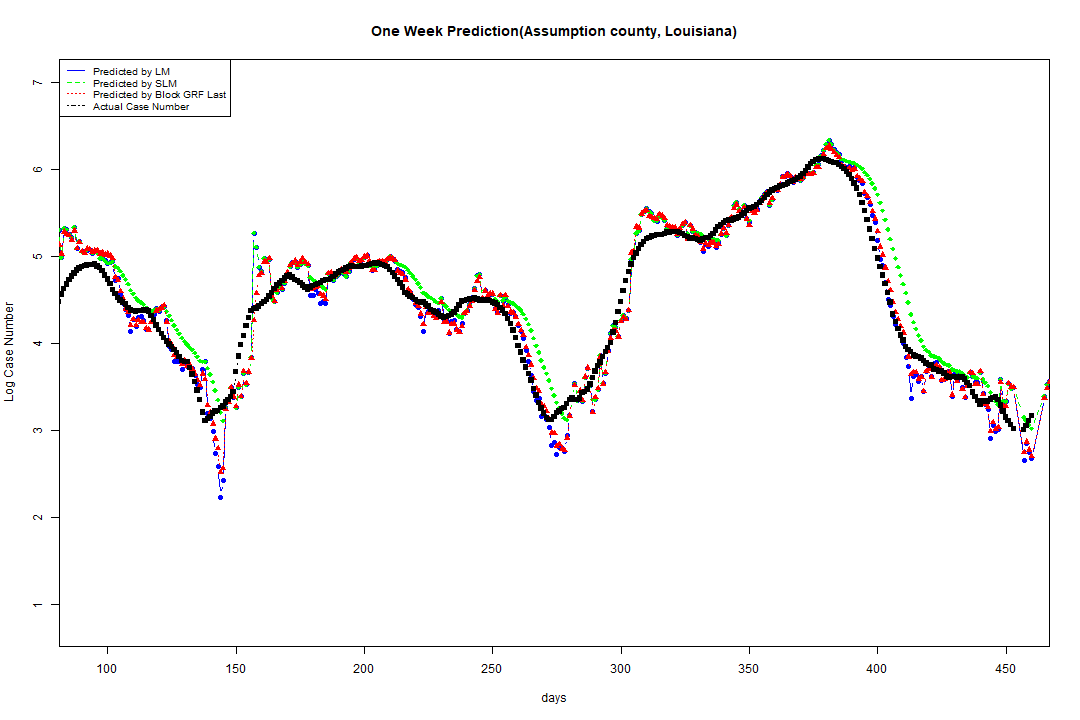 One Week Prediction(Assumption county, Louisiana)
Predicted by LM
Predicted by SLM
Predicted by Block GRF Last
Actual Case Number
7
6
5
4
3
2
1
Log Case Number
100 150 200 250 300 350 400 450
days